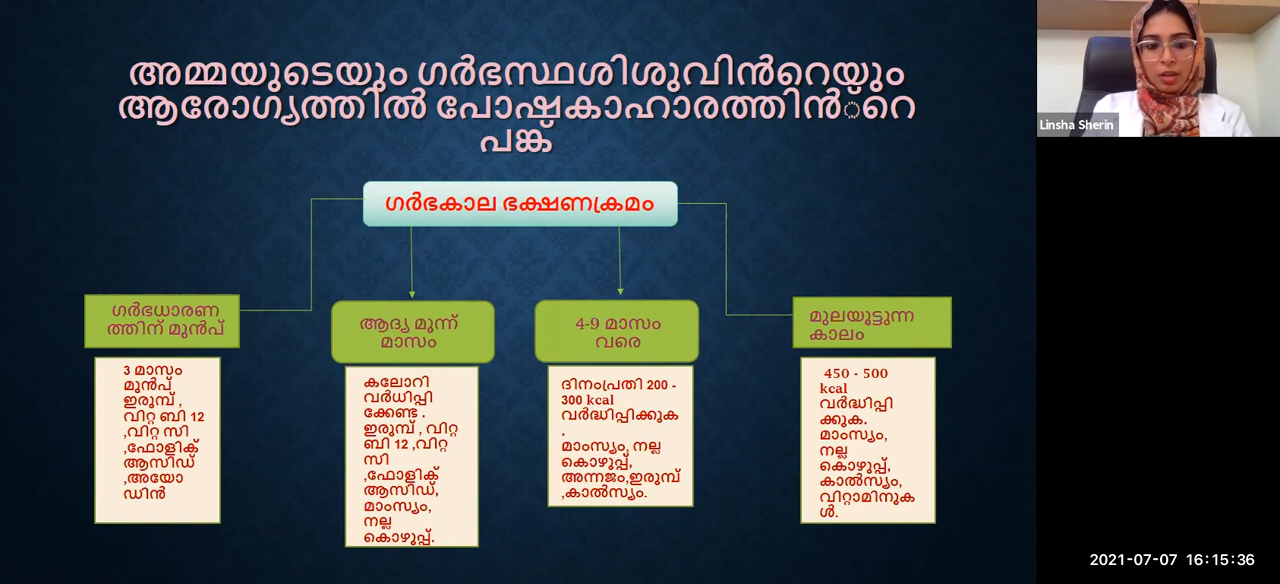 അമ്മയുടെയും ഗർഭസ്ഥശിശുവിൻറെയും
ആരോഗ്യത്തിൽ പോഷകാഹാരത്തിൻ്റെ
പങ്ക്
ഗർഭകാല ഭക്ഷണക്രമം
ഗർഭധാരണ
ത്തിന് മുൻപ്
3 മാസം
മുൻപ്
ഇരുമ്പ് ,
വിറ്റ ബി 12
,വിറ്റ സി
,ഫോളിക്
ആസിഡ്
,അയോ
ഡിൻ
ആദ്യ മൂന്ന്
മാസം
കലോറി
വർധിപ്പി
ക്കേണ്ട .
ഇരുമ്പ് , വിറ്റ
ബി 12 ,വിറ്റ
സി
,ഫോളിക്
ആസിഡ്,
മാംസ്യം,
നല്ല
കൊഴുപ്പ്.
4-9 മാസം
വരെ
ദിനംപ്രതി 200 -
300 kcal
വർദ്ധിപ്പിക്കുക
.
മാംസ്യം, നല്ല
കൊഴുപ്പ്,
അന്നജം,ഇരുമ്പ്
,കാൽസ്യം.
മുലയൂട്ടുന്ന
കാലം
450 - 500
kcal
വർദ്ധിപ്പി
ക്കുക.
മാംസ്യം,
നല്ല
കൊഴുപ്പ്,
കാൽസ്യം,
വിറ്റാമിനുക
ൾ.
Linsha Sherin
2021-07-07 16:15:36